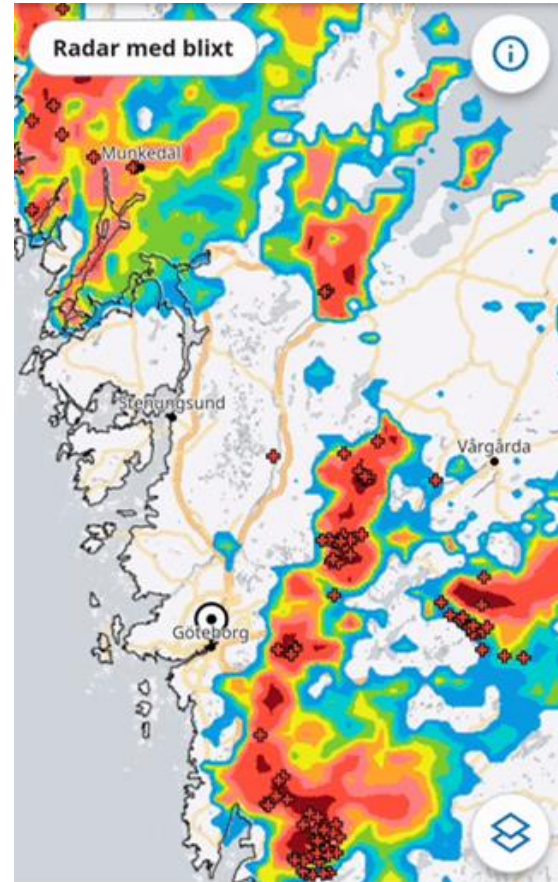 Radar med blixt
Munkedal
Stenungsund
Vårgårda
Göteborg